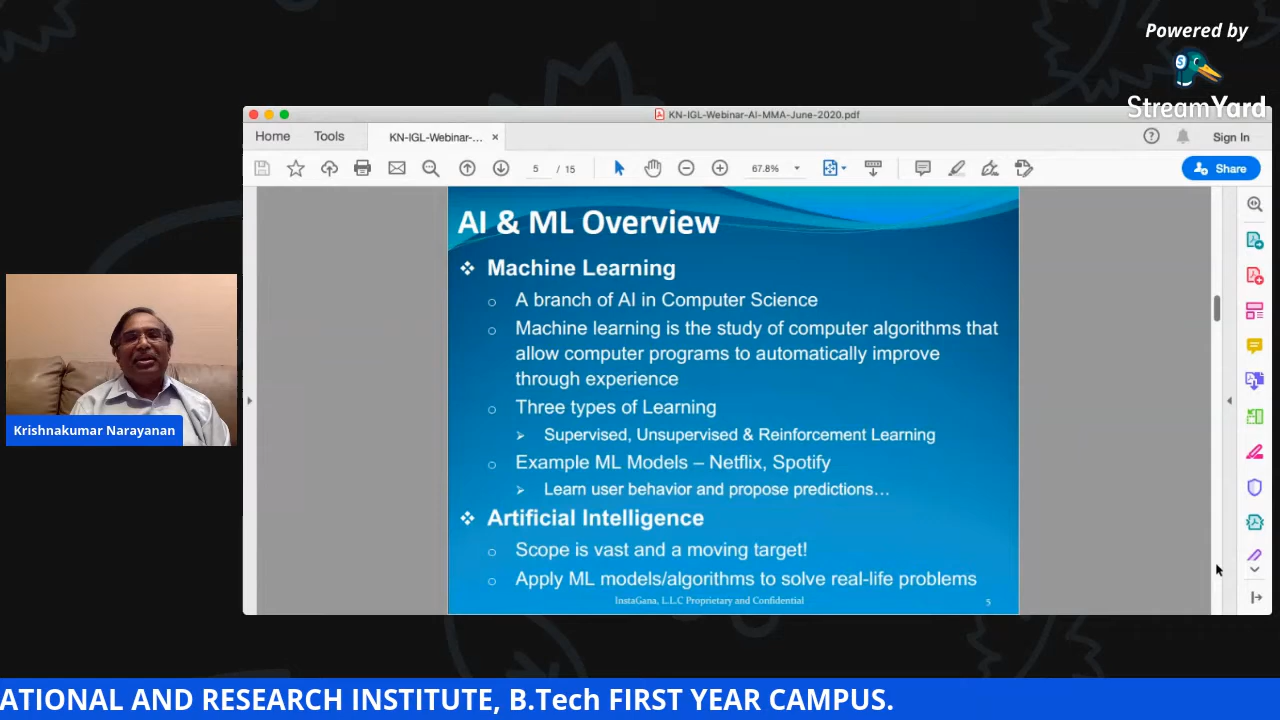 Powered by
StreamYard
KN-IGL-Webinar-AI-MMA-June-2020.pdf
Home
Tools
KN-IGL-Webinar-... ×
Sign In
5 / 15
67.8%
Share
AI & ML Overview
❖ Machine Learning
○ A branch of AI in Computer Science
○ Machine learning is the study of computer algorithms that
allow computer programs to automatically improve
through experience
○ Three types of Learning
➢ Supervised, Unsupervised & Reinforcement Learning
○ Example ML Models – Netflix, Spotify
➢ Learn user behavior and propose predictions…
❖ Artificial Intelligence
○ Scope is vast and a moving target!
○ Apply ML models/algorithms to solve real-life problems
InstaGana, L.L.C Proprietary and Confidential
5
Krishnakumar Narayanan
ATIONAL AND RESEARCH INSTITUTE, B.Tech FIRST YEAR CAMPUS.